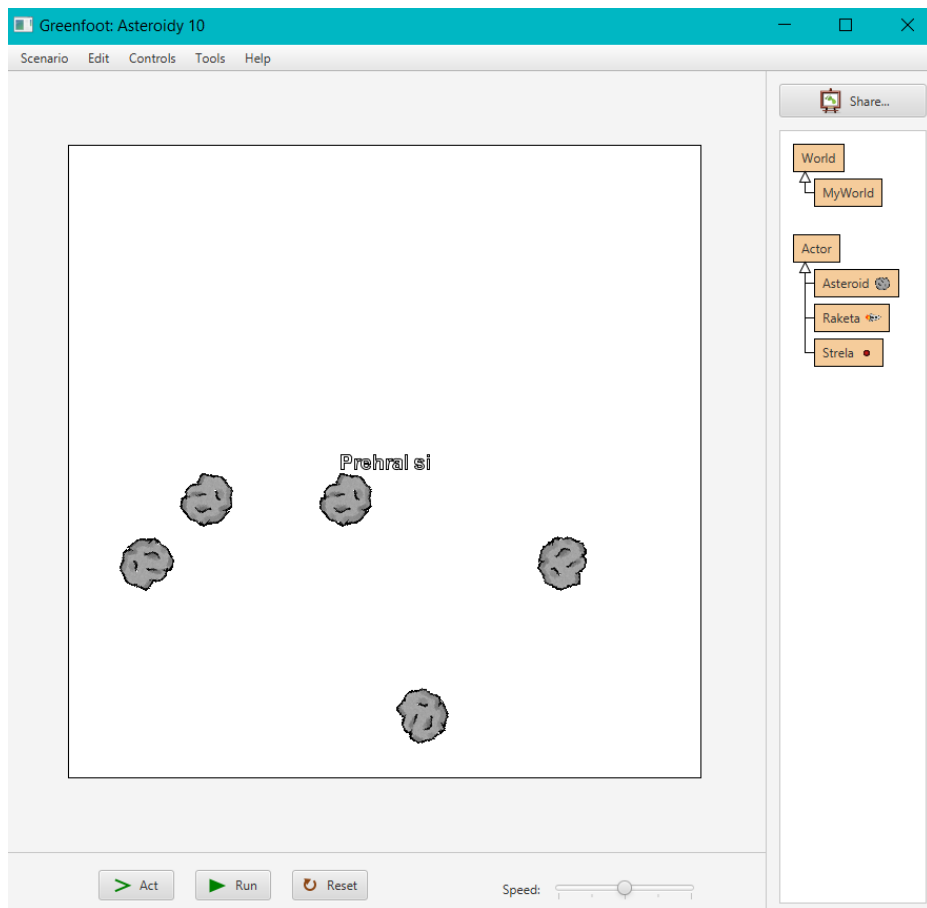 Greenfoot: Asteroidy 10
Scenario Edit Controls Tools Help
Share...
World
MyWorld
Actor
Asteroid
Raketa
Strela
Prehral si
Act Run Reset Speed: